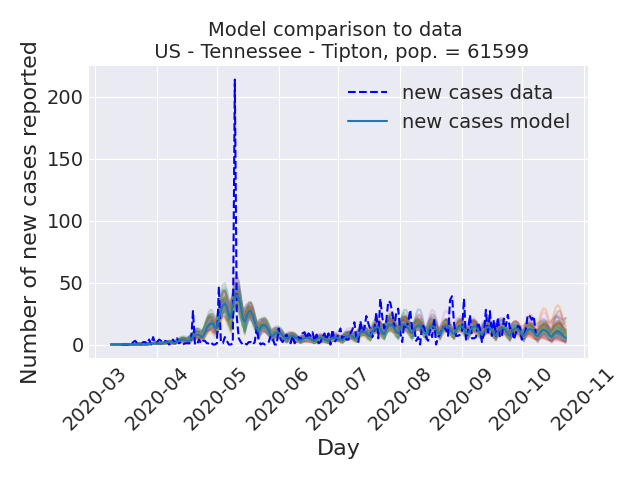 Model comparison to data
US - Tennessee - Tipton, pop. = 61599
Number of new cases reported
200
150
100
50
0
new cases data
new cases model
2020-03
2020-04
2020-05
2020-06
2020-07
2020-08
2020-09
2020-10
2020-11
Day